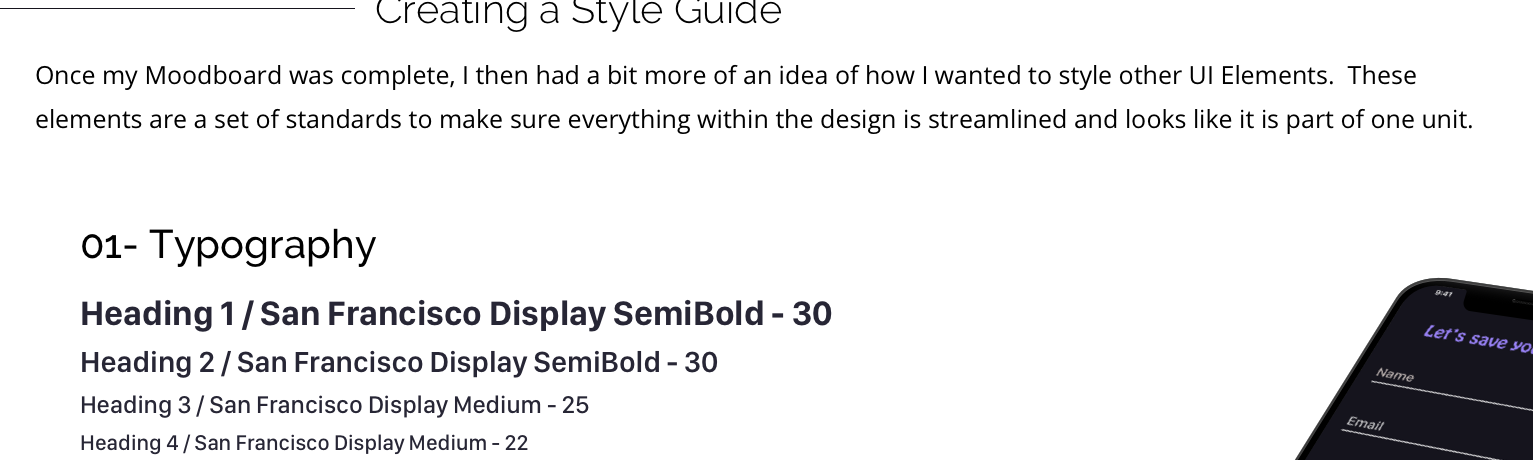 Creating a Style Guide
Once my Moodboard was complete, I then had a bit more of an idea of how I wanted to style other UI Elements.  These
elements are a set of standards to make sure everything within the design is streamlined and looks like it is part of one unit.
01- Typography
Heading 1 / San Francisco Display SemiBold - 30
Heading 2 / San Francisco Display SemiBold - 30
Heading 3 / San Francisco Display Medium - 25
Heading 4 / San Francisco Display Medium - 22
9:41
Let's save
Name
Email